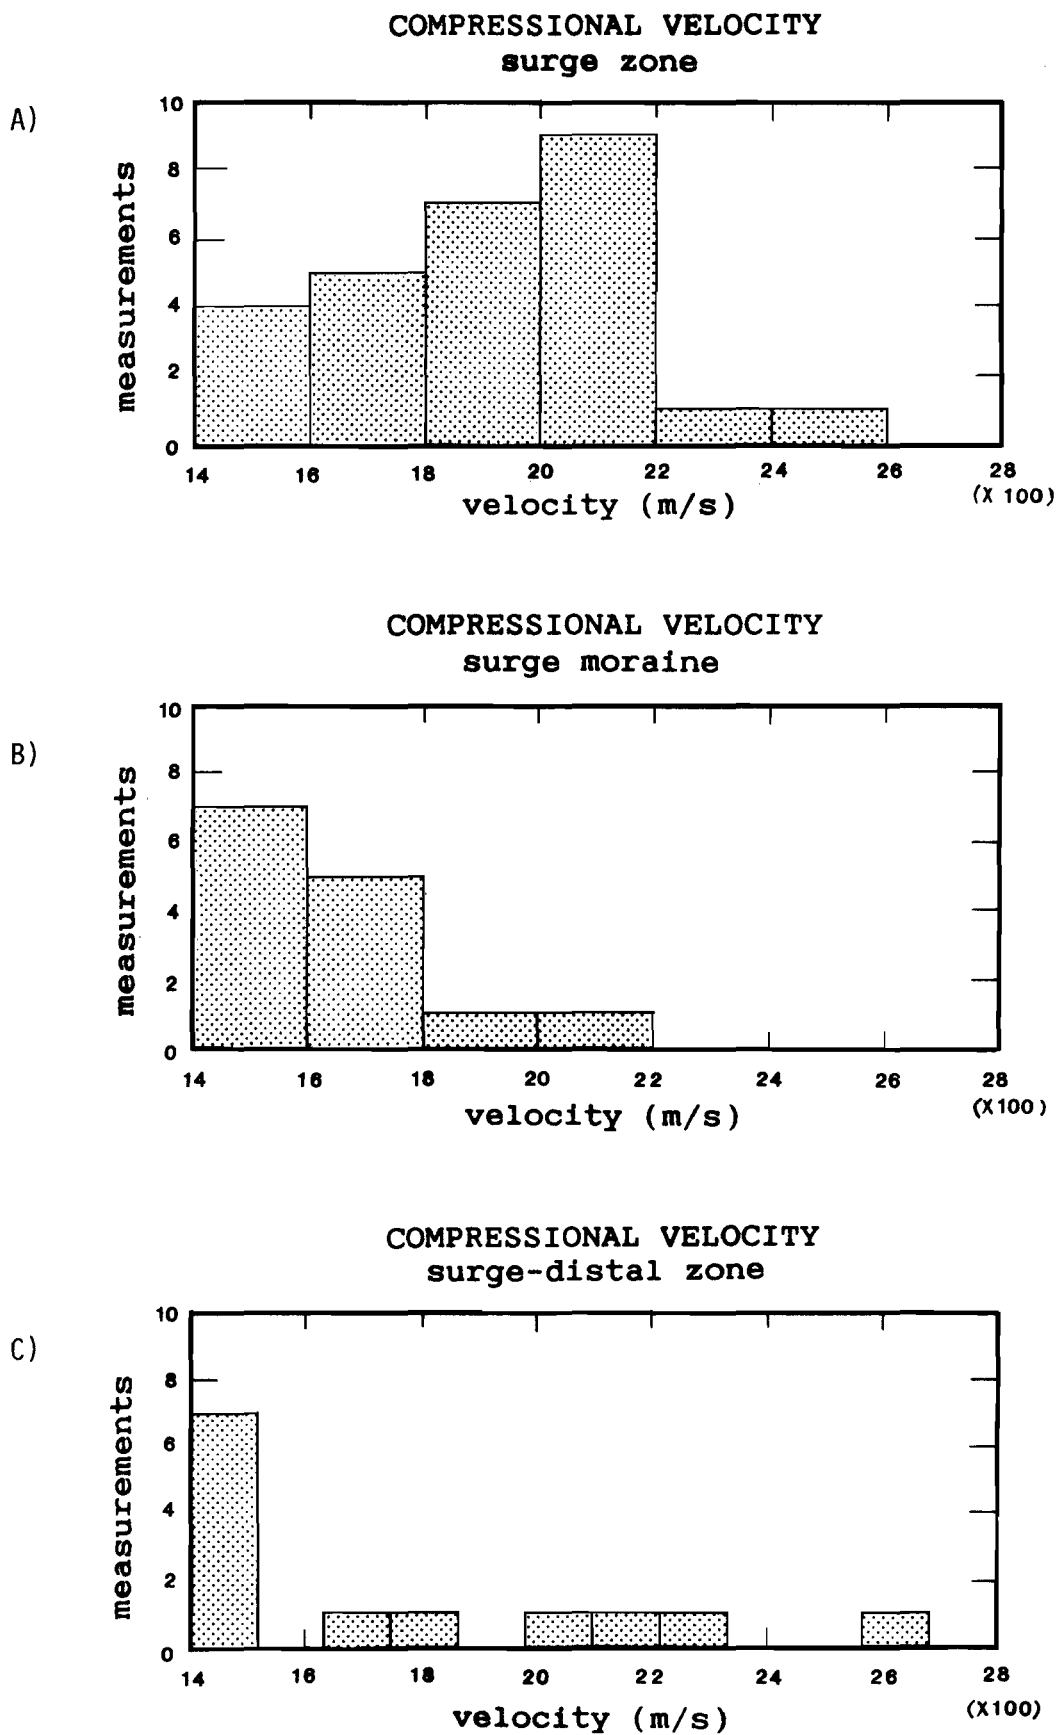 COMPRESSIONAL VELOCITY
surge zone
A)
measurements
10
8
6
4
2
0
14 16 18 20 22 24 26 28
(X 100)
velocity (m/s)
COMPRESSIONAL VELOCITY
surge moraine
B)
measurements
10
8
6
4
2
0
14 16 18 20 22 24 26 28
(X100)
velocity (m/s)
COMPRESSIONAL VELOCITY
surge-distal zone
C)
measurements
10
8
6
4
2
0
14 16 18 20 22 24 26 28
(X100)
velocity (m/s)